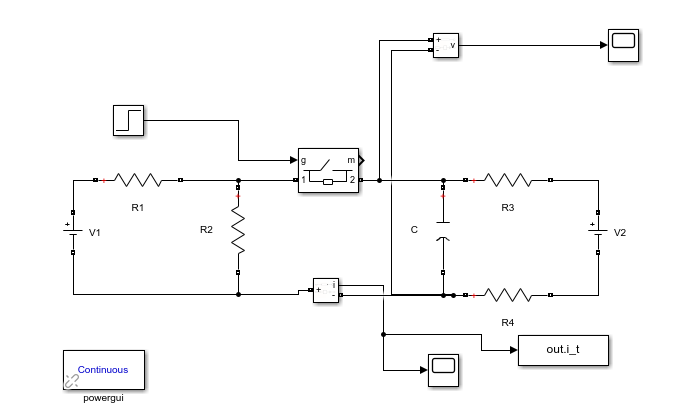 +
-
v
g
m
1
2
R1
R2
C
R3
+
V1
+
V2
+
i
-
R4
out.i_t
Continuous
powergui